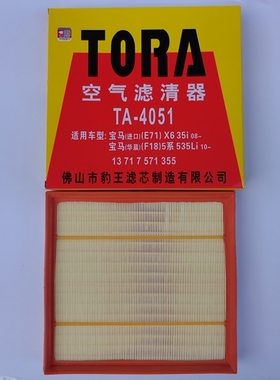 TORA
空气滤清器
TA-4051
适用车型: 宝马(进口)(E71) X6 35i 08-
宝马(华晨)(F18)5系 535Li 10-
13 71 7 571 355
佛山市豹王滤芯制造有限公司